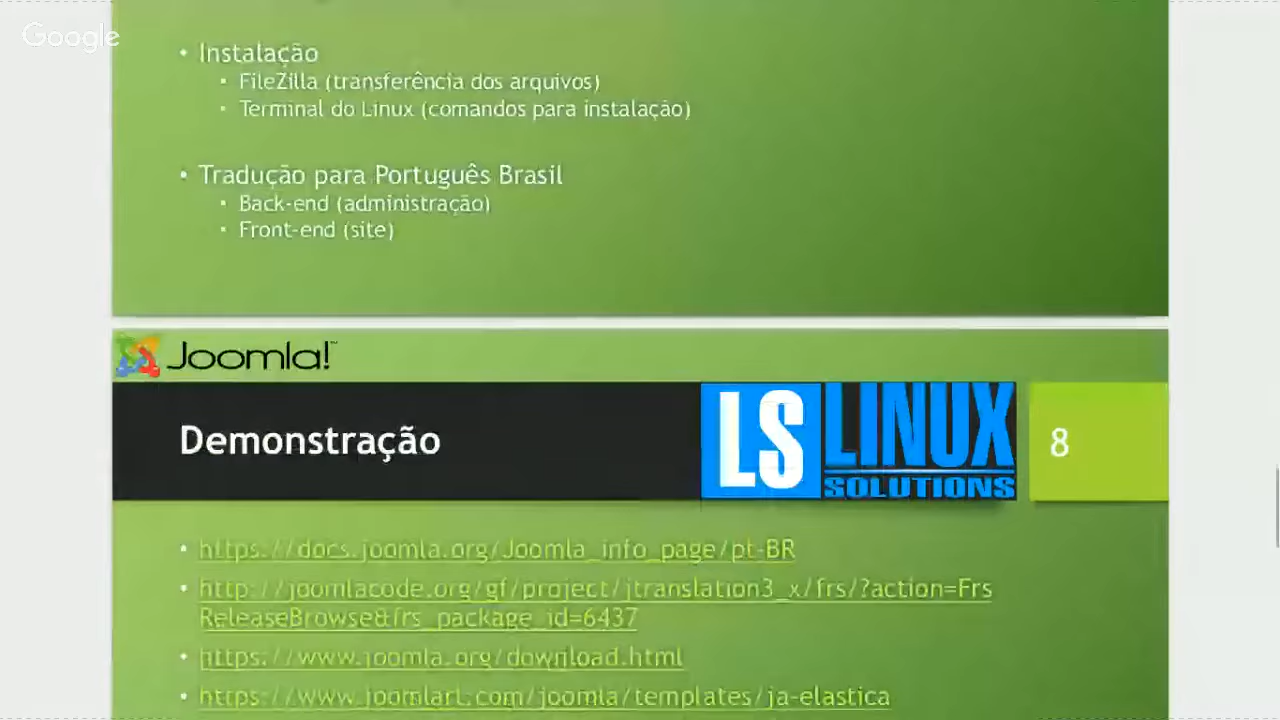 Google
• Instalação
• FileZilla (transferência dos arquivos)
• Terminal do Linux (comandos para instalação)
• Tradução para Português Brasil
• Back-end (administração)
• Front-end (site)
Joomla!™
Demonstração
LS LINUX
SOLUTIONS
8
• https://docs.joomla.org/Joomla_info_page/pt-BR
• http://joomlacode.org/gf/project/jtranslation3_x/frs/?action=Frs
ReleaseBrowse&frs_package_id=6437
• https://www.joomla.org/download.html
• https://www.joomlart.com/joomla/templates/ja-elastica